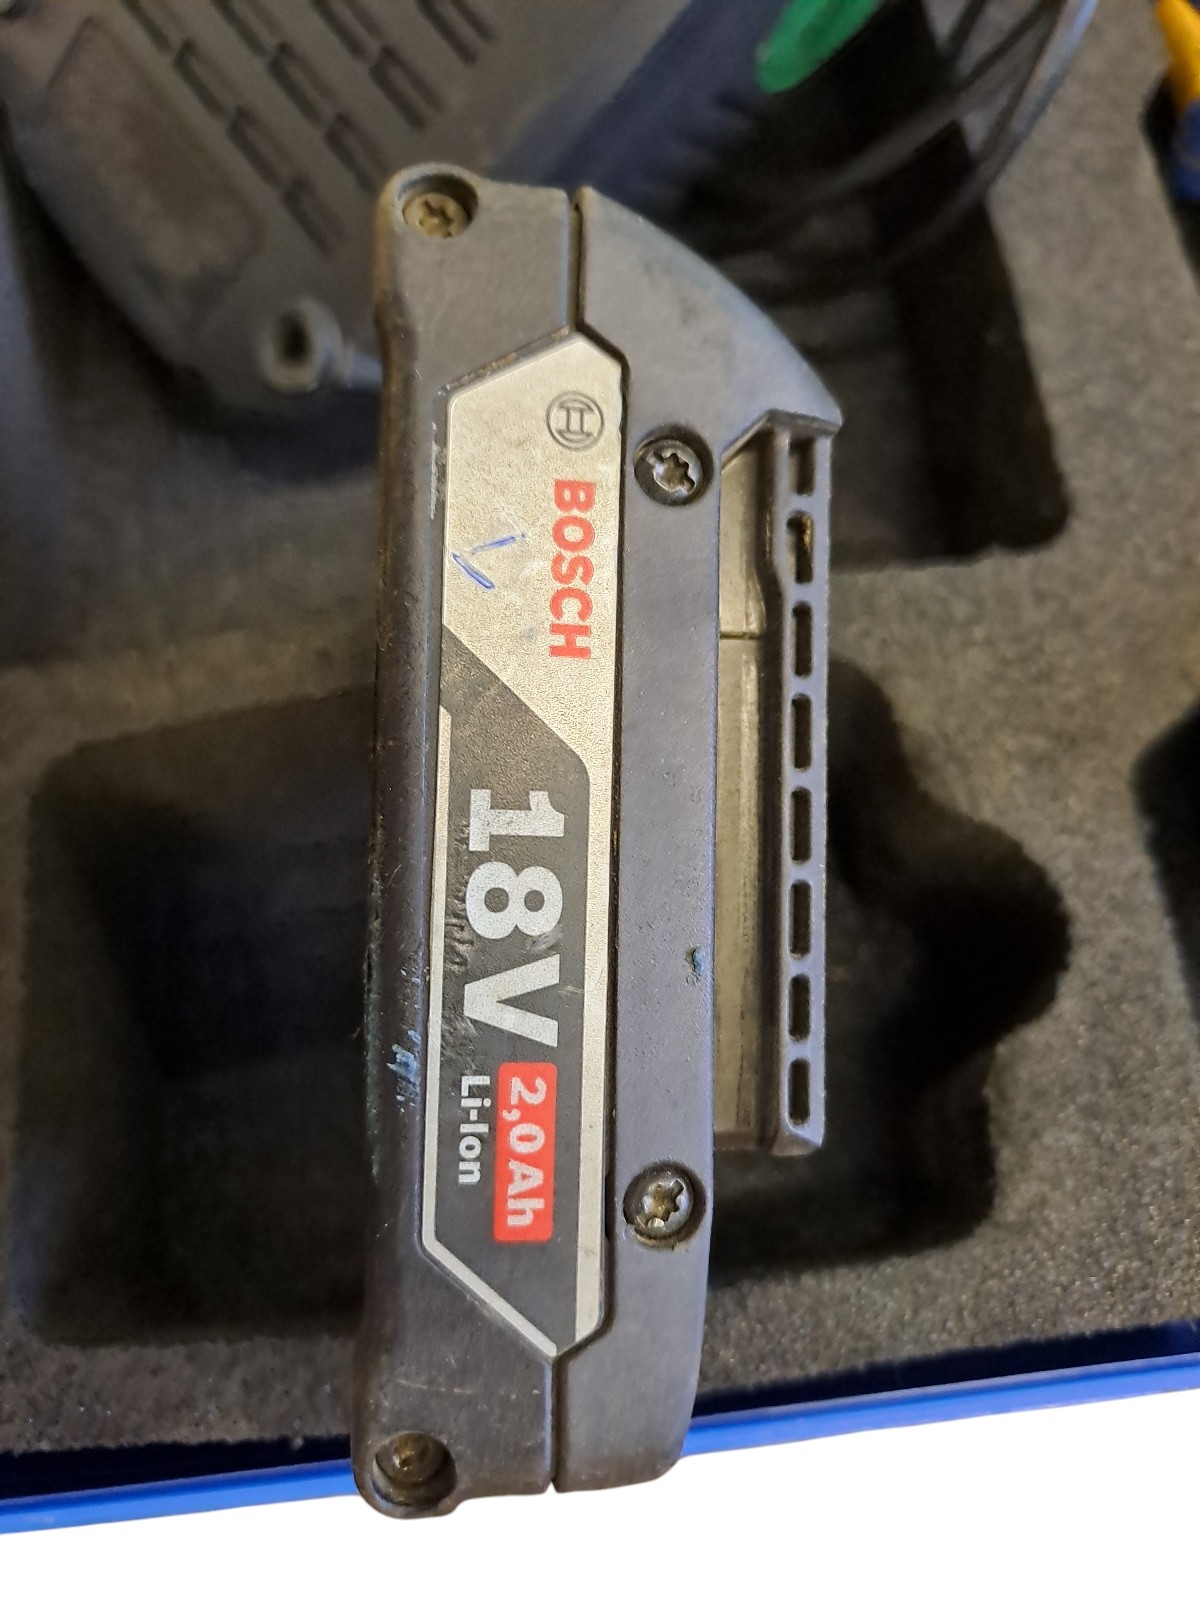 BOSCH
18V
2,0Ah
Li-Ion